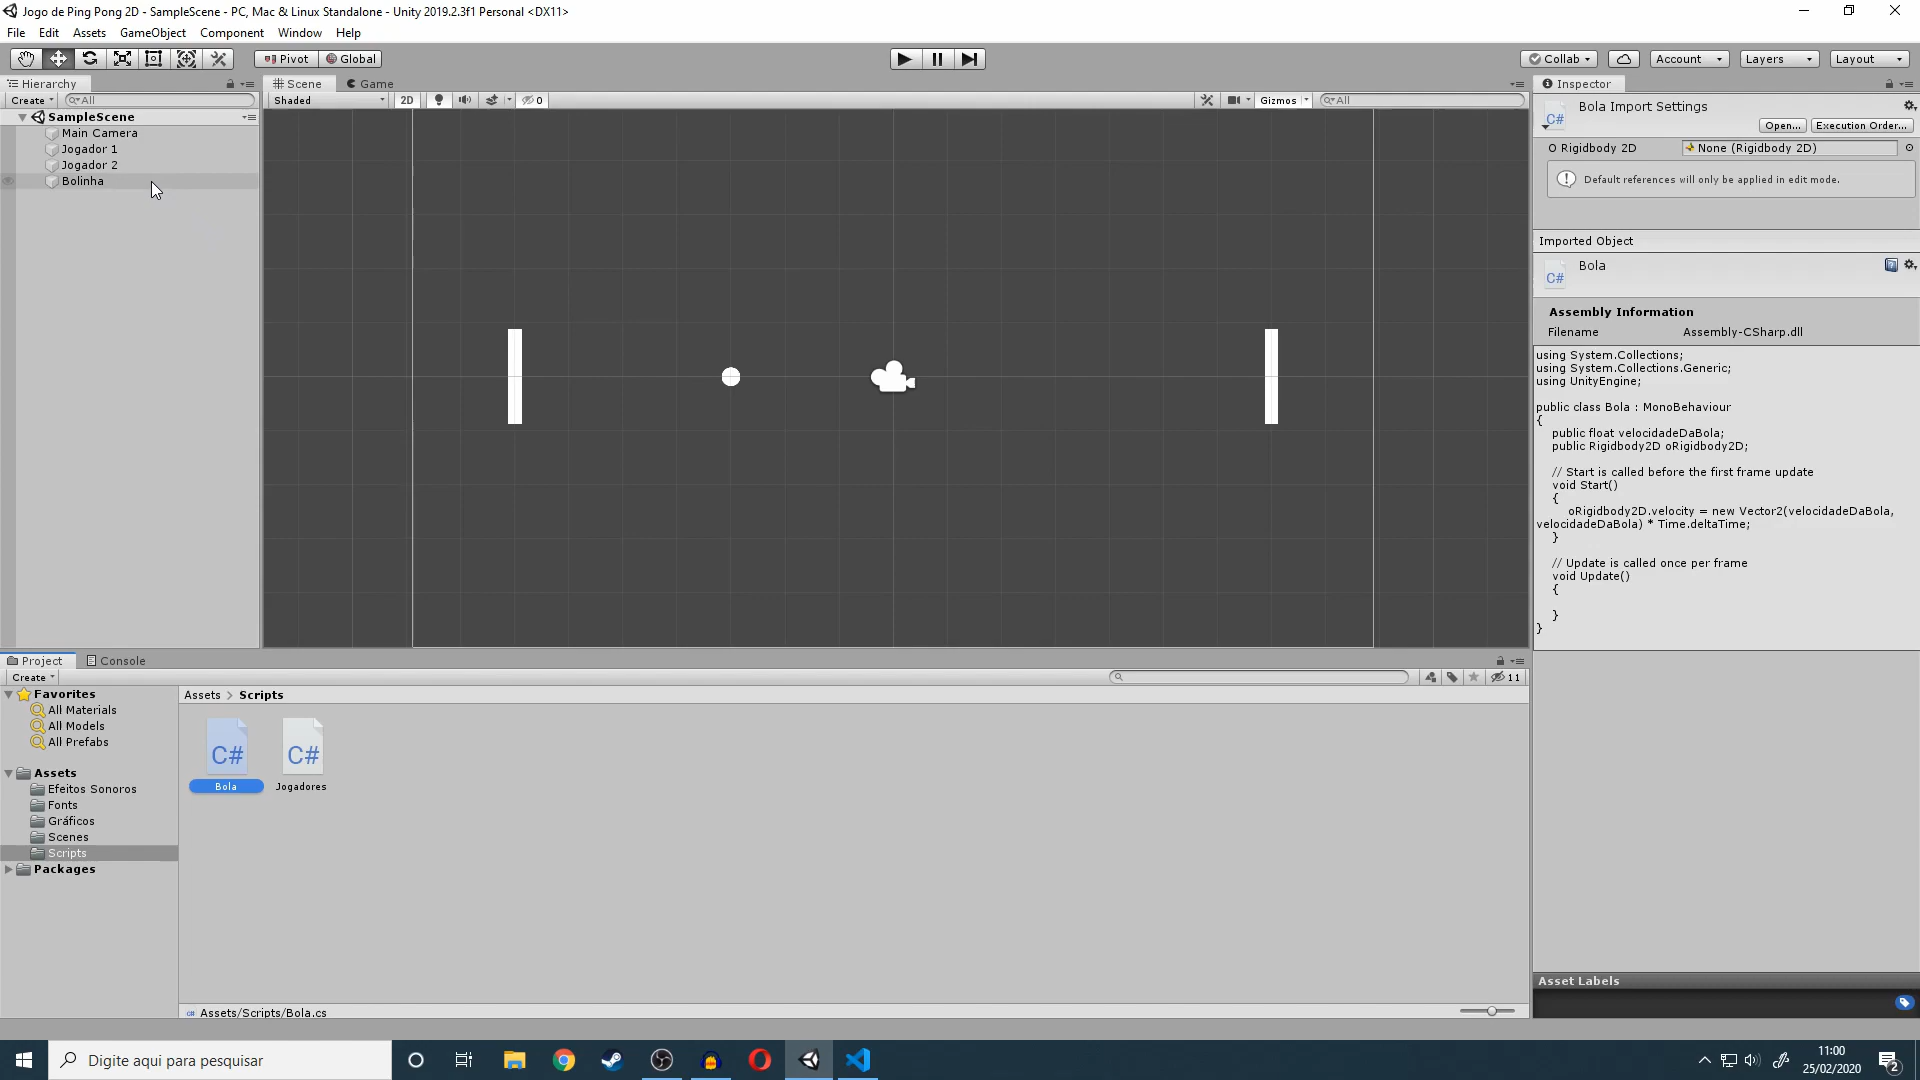 Jogo de Ping Pong 2D - SampleScene - PC, Mac & Linux Standalone - Unity 2019.2.3f1 Personal <DX11>
File Edit Assets GameObject Component Window Help
Pivot Global Collab Account Layers Layout
Hierarchy
Create All
SampleScene
Main Camera
Jogador 1
Jogador 2
Bolinha
Scene Game
Shaded 2D 0 Gizmos All
Inspector
Bola Import Settings
Open... Execution Order...
O Rigidbody 2D None (Rigidbody 2D)
Default references will only be applied in edit mode.
Imported Object
Bola
Assembly Information
Filename Assembly-CSharp.dll
using System.Collections;
using System.Collections.Generic;
using UnityEngine;
public class Bola : MonoBehaviour
{
public float velocidadeDaBola;
public Rigidbody2D oRigidbody2D;
// Start is called before the first frame update
void Start()
{
oRigidbody2D.velocity = new Vector2(velocidadeDaBola,
velocidadeDaBola) * Time.deltaTime;
}
// Update is called once per frame
void Update()
{
}
}
Asset Labels
Project Console
Create 11
Favorites
All Materials
All Models
All Prefabs
Assets
Efeitos Sonoros
Fonts
Gráficos
Scenes
Scripts
Packages
Assets > Scripts
C# C#
Bola Jogadores
Assets/Scripts/Bola.cs
Digite aqui para pesquisar
11:00
25/02/2020
2